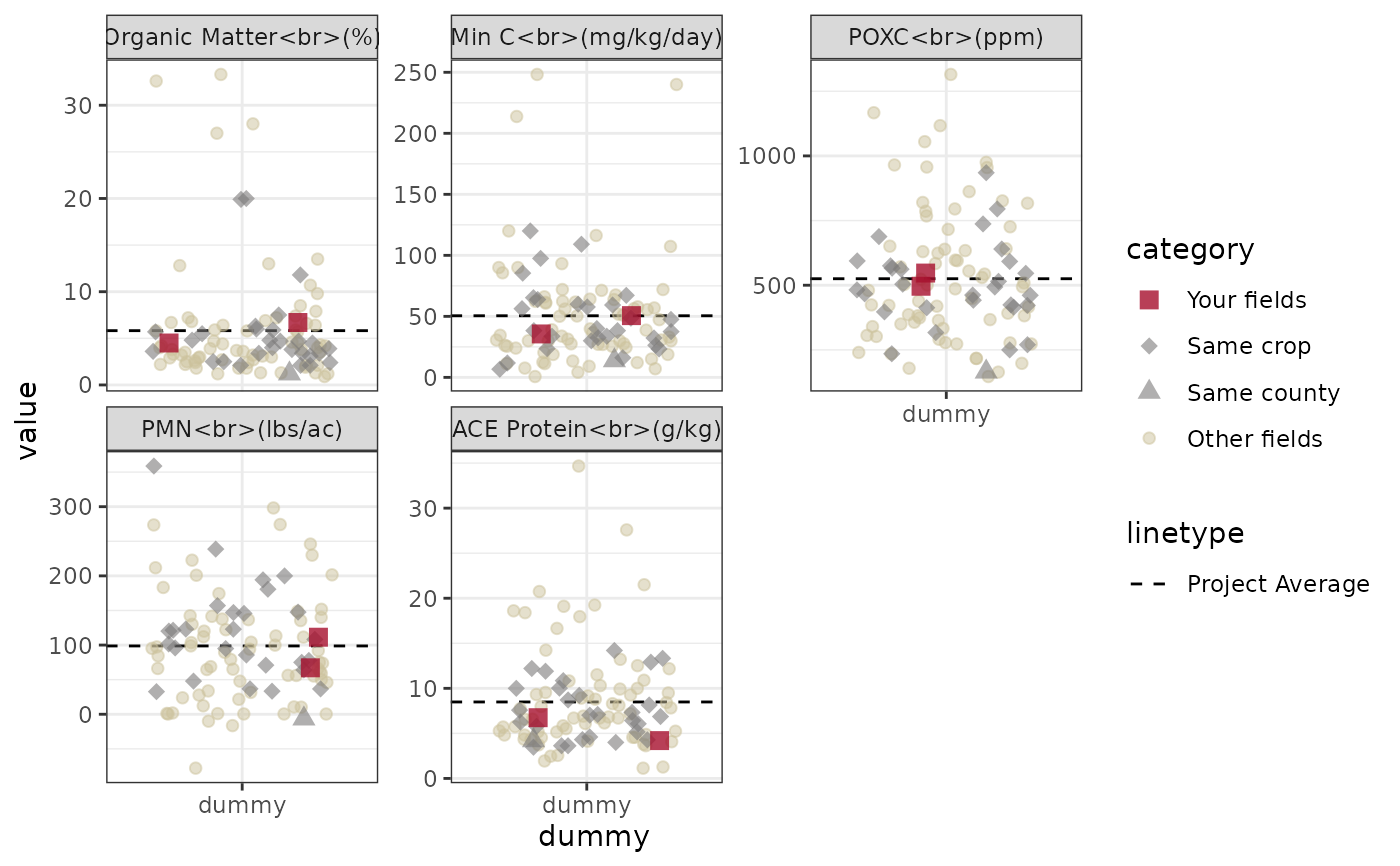 Organic Matter<br>(%)
Min C<br>(mg/kg/day)
POXC<br>(ppm)
30
20
10
0
250
200
150
100
50
0
1000
500
dummy
PMN<br>(lbs/ac)
ACE Protein<br>(g/kg)
300
200
100
0
30
20
10
0
dummy
dummy
dummy
value
category
Your fields
Same crop
Same county
Other fields
linetype
Project Average